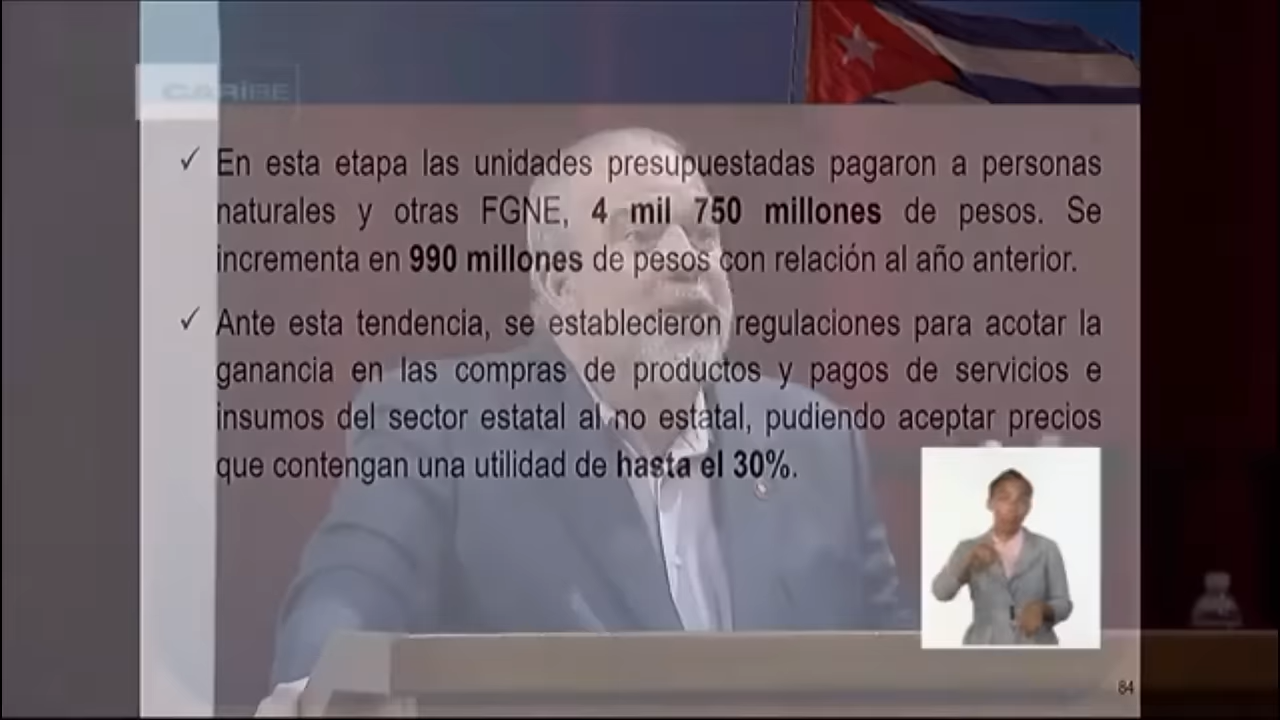 CARIBE
✓ En esta etapa las unidades presupuestadas pagaron a personas
naturales y otras FGNE, 4 mil 750 millones de pesos. Se
incrementa en 990 millones de pesos con relación al año anterior.
✓ Ante esta tendencia, se establecieron regulaciones para acotar la
ganancia en las compras de productos y pagos de servicios e
insumos del sector estatal al no estatal, pudiendo aceptar precios
que contengan una utilidad de hasta el 30%.
84